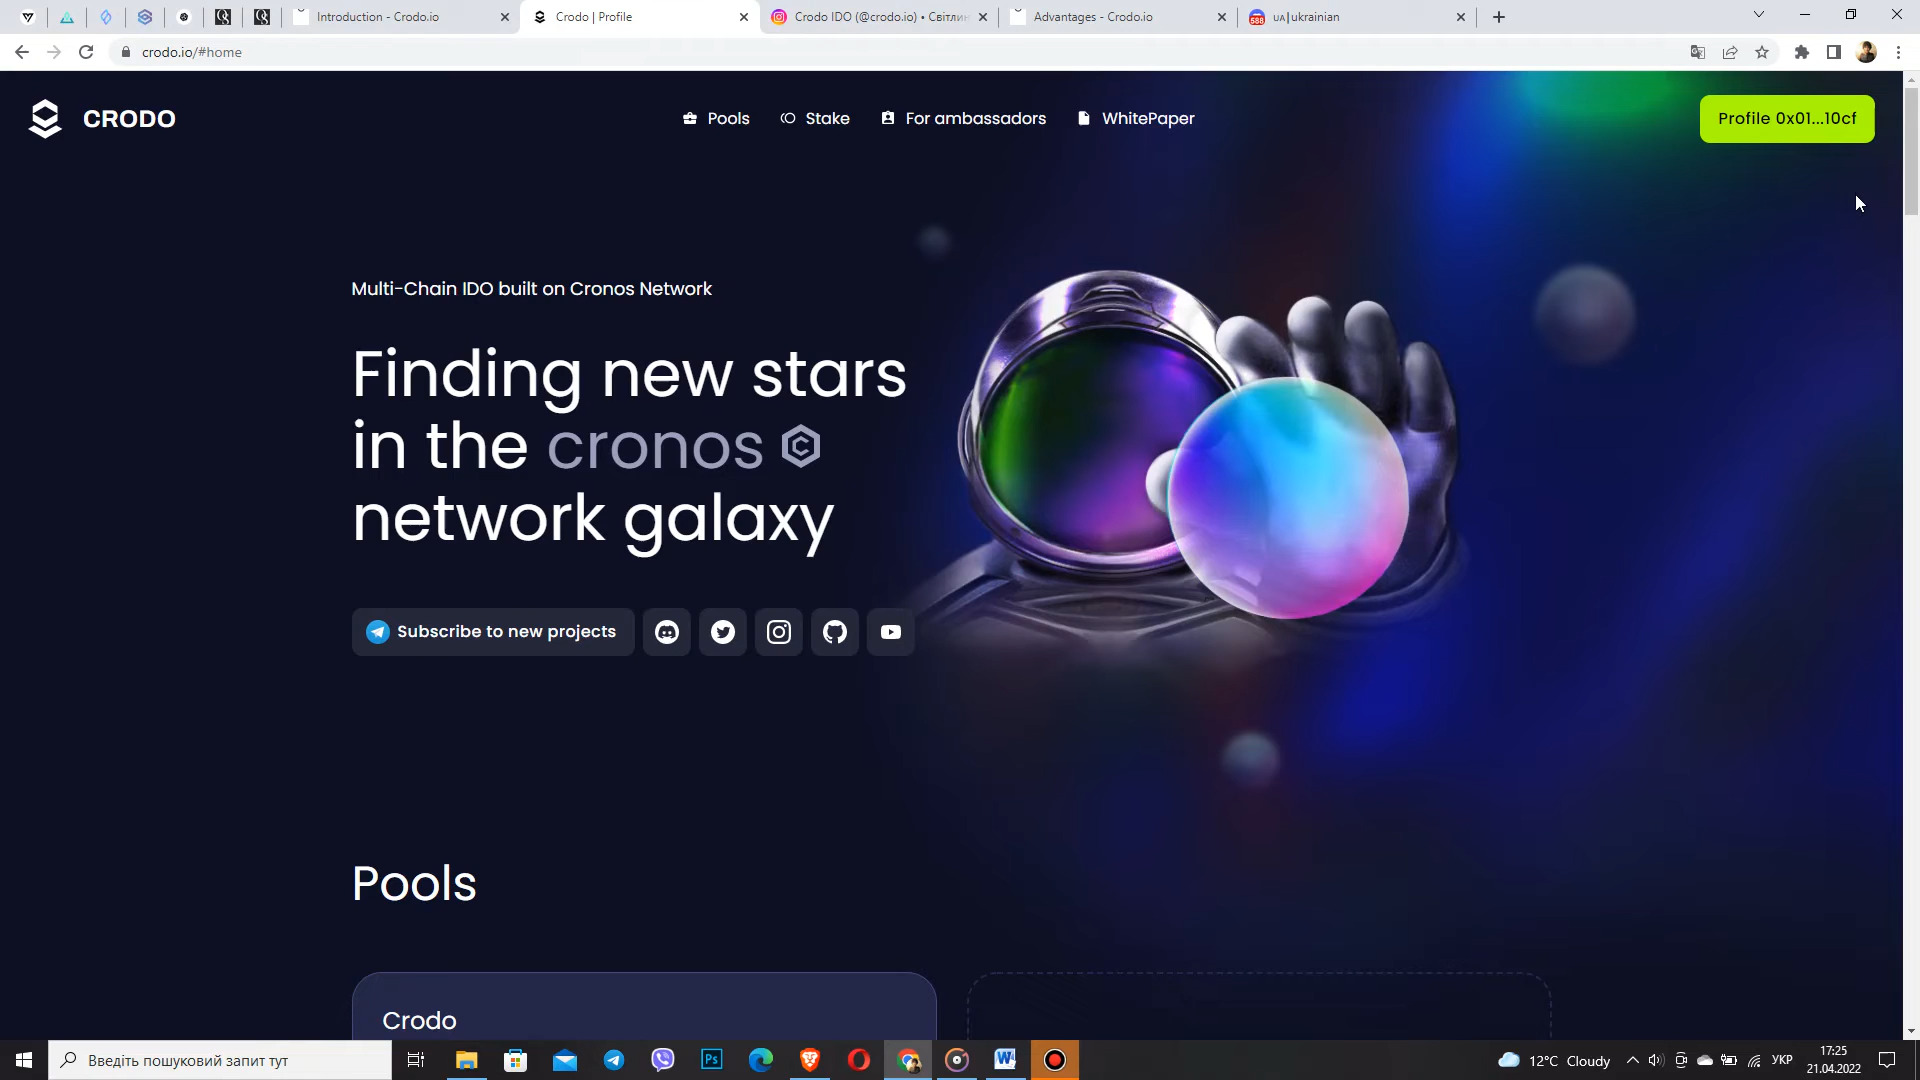 Introduction - Crodo.io
Crodo | Profile
Crodo IDO (@crodo.io) • Світлин
Advantages - Crodo.io
588
ᴜᴀ|ukrainian
crodo.io/#home
CRODO
Pools
Stake
For ambassadors
WhitePaper
Profile 0x01...10cf
Multi-Chain IDO built on Cronos Network
Finding new stars
in the cronos
network galaxy
Subscribe to new projects
Pools
Crodo
Введіть пошуковий запит тут
Ps
W
12°C Cloudy
УКР
17:25
21.04.2022